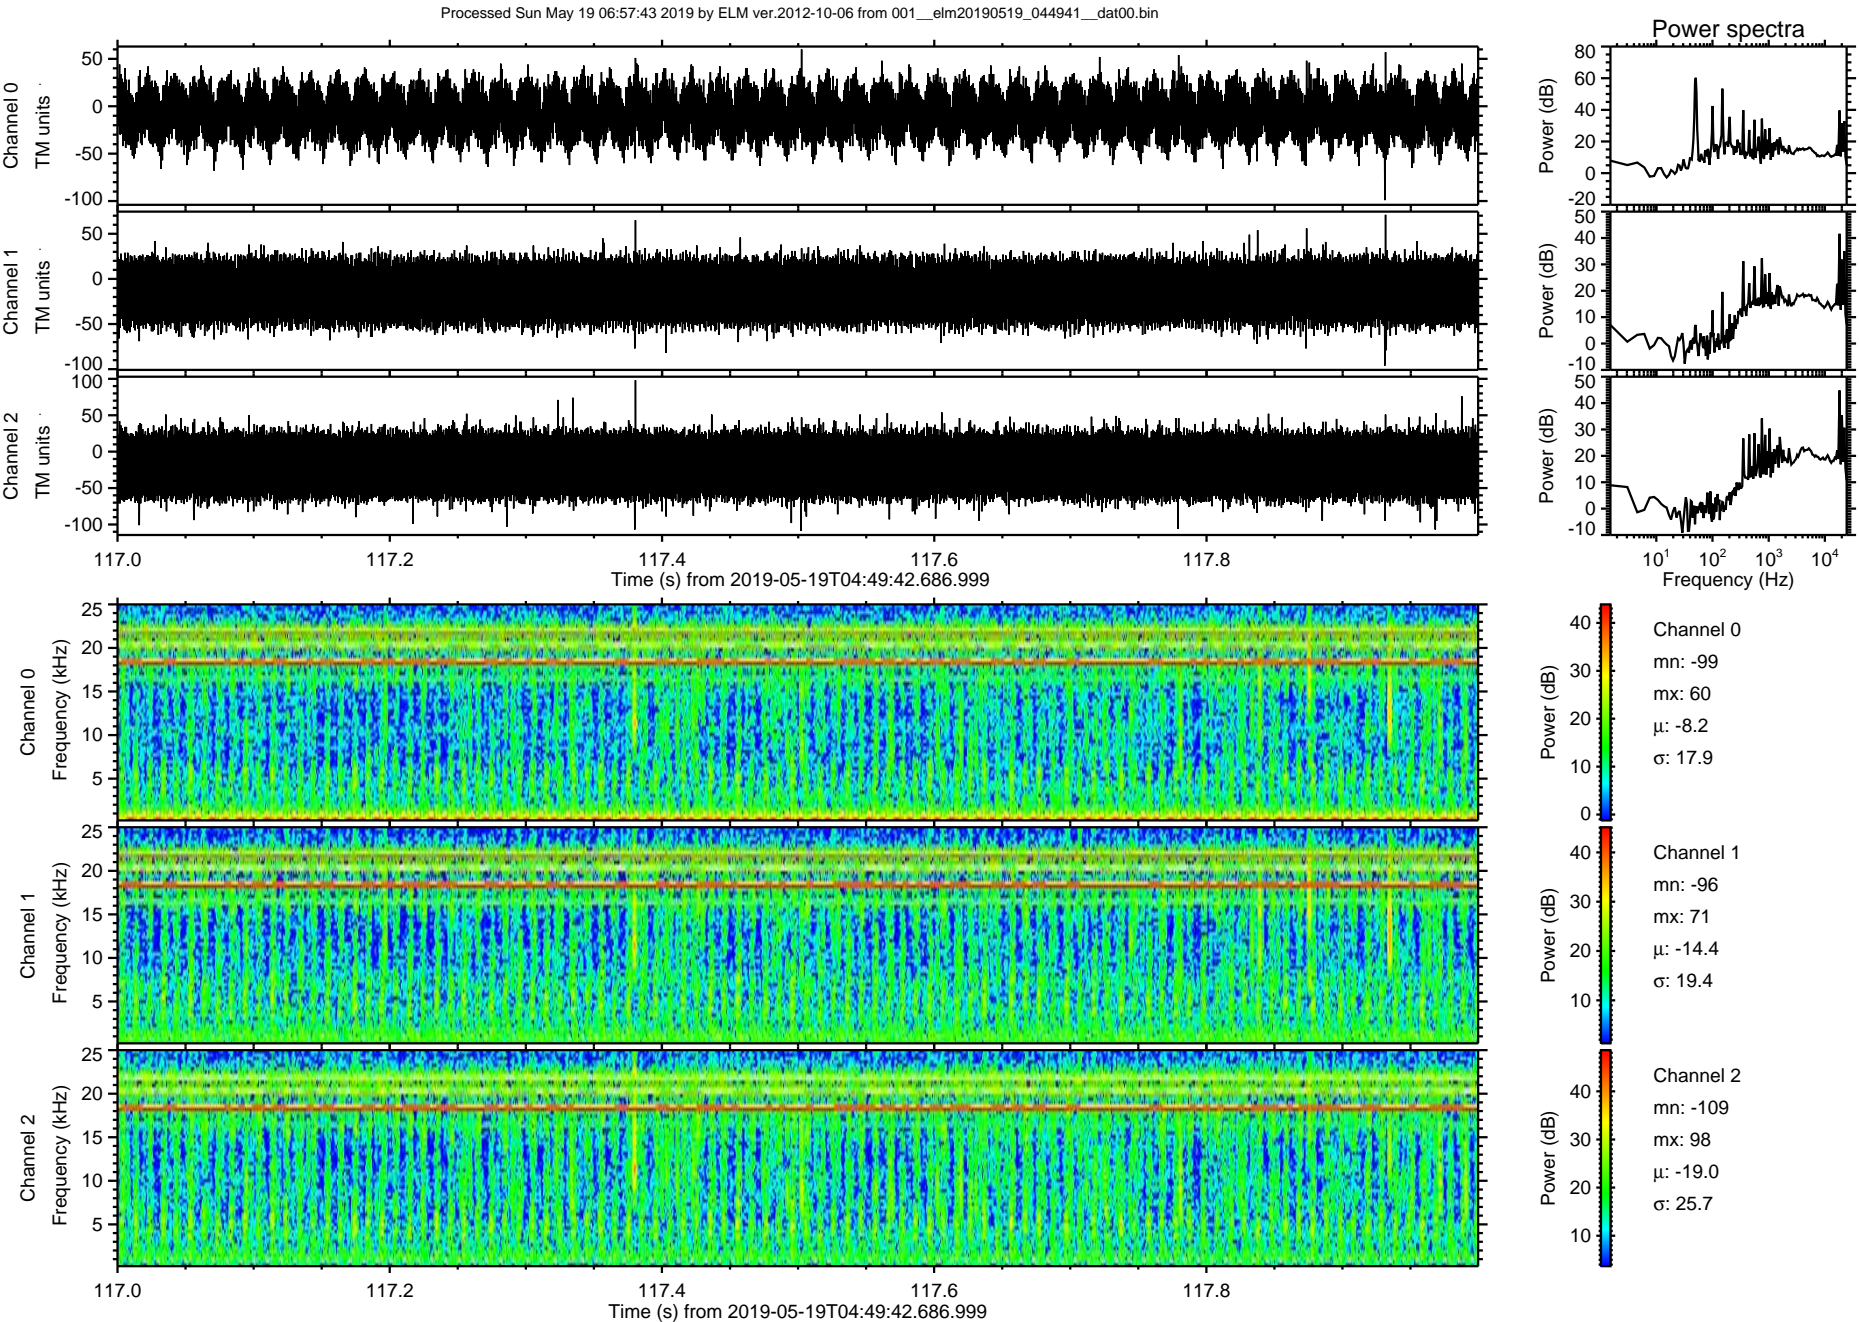 Processed Sun May 19 06:57:43 2019 by ELM ver.2012-10-06 from 001__elm20190519_044941__dat00.bin
Power spectra
Channel 0
TM units
50
0
-50
-100
Power (dB)
80
60
40
20
0
-20
Channel 1
TM units
50
0
-50
-100
Power (dB)
50
40
30
20
10
0
-10
Channel 2
TM units
100
50
0
-50
-100
Power (dB)
50
40
30
20
10
0
-10
117.0 117.2 117.4 117.6 117.8
Time (s) from 2019-05-19T04:49:42.686.999
10¹ 10² 10³ 10⁴
Frequency (Hz)
Channel 0
Frequency (kHz)
25
20
15
10
5
Power (dB)
40
30
20
10
0
Channel 0
mn: -99
mx: 60
μ: -8.2
σ: 17.9
Channel 1
Frequency (kHz)
25
20
15
10
5
Power (dB)
40
30
20
10
Channel 1
mn: -96
mx: 71
μ: -14.4
σ: 19.4
Channel 2
Frequency (kHz)
25
20
15
10
5
Power (dB)
40
30
20
10
Channel 2
mn: -109
mx: 98
μ: -19.0
σ: 25.7
117.0 117.2 117.4 117.6 117.8
Time (s) from 2019-05-19T04:49:42.686.999